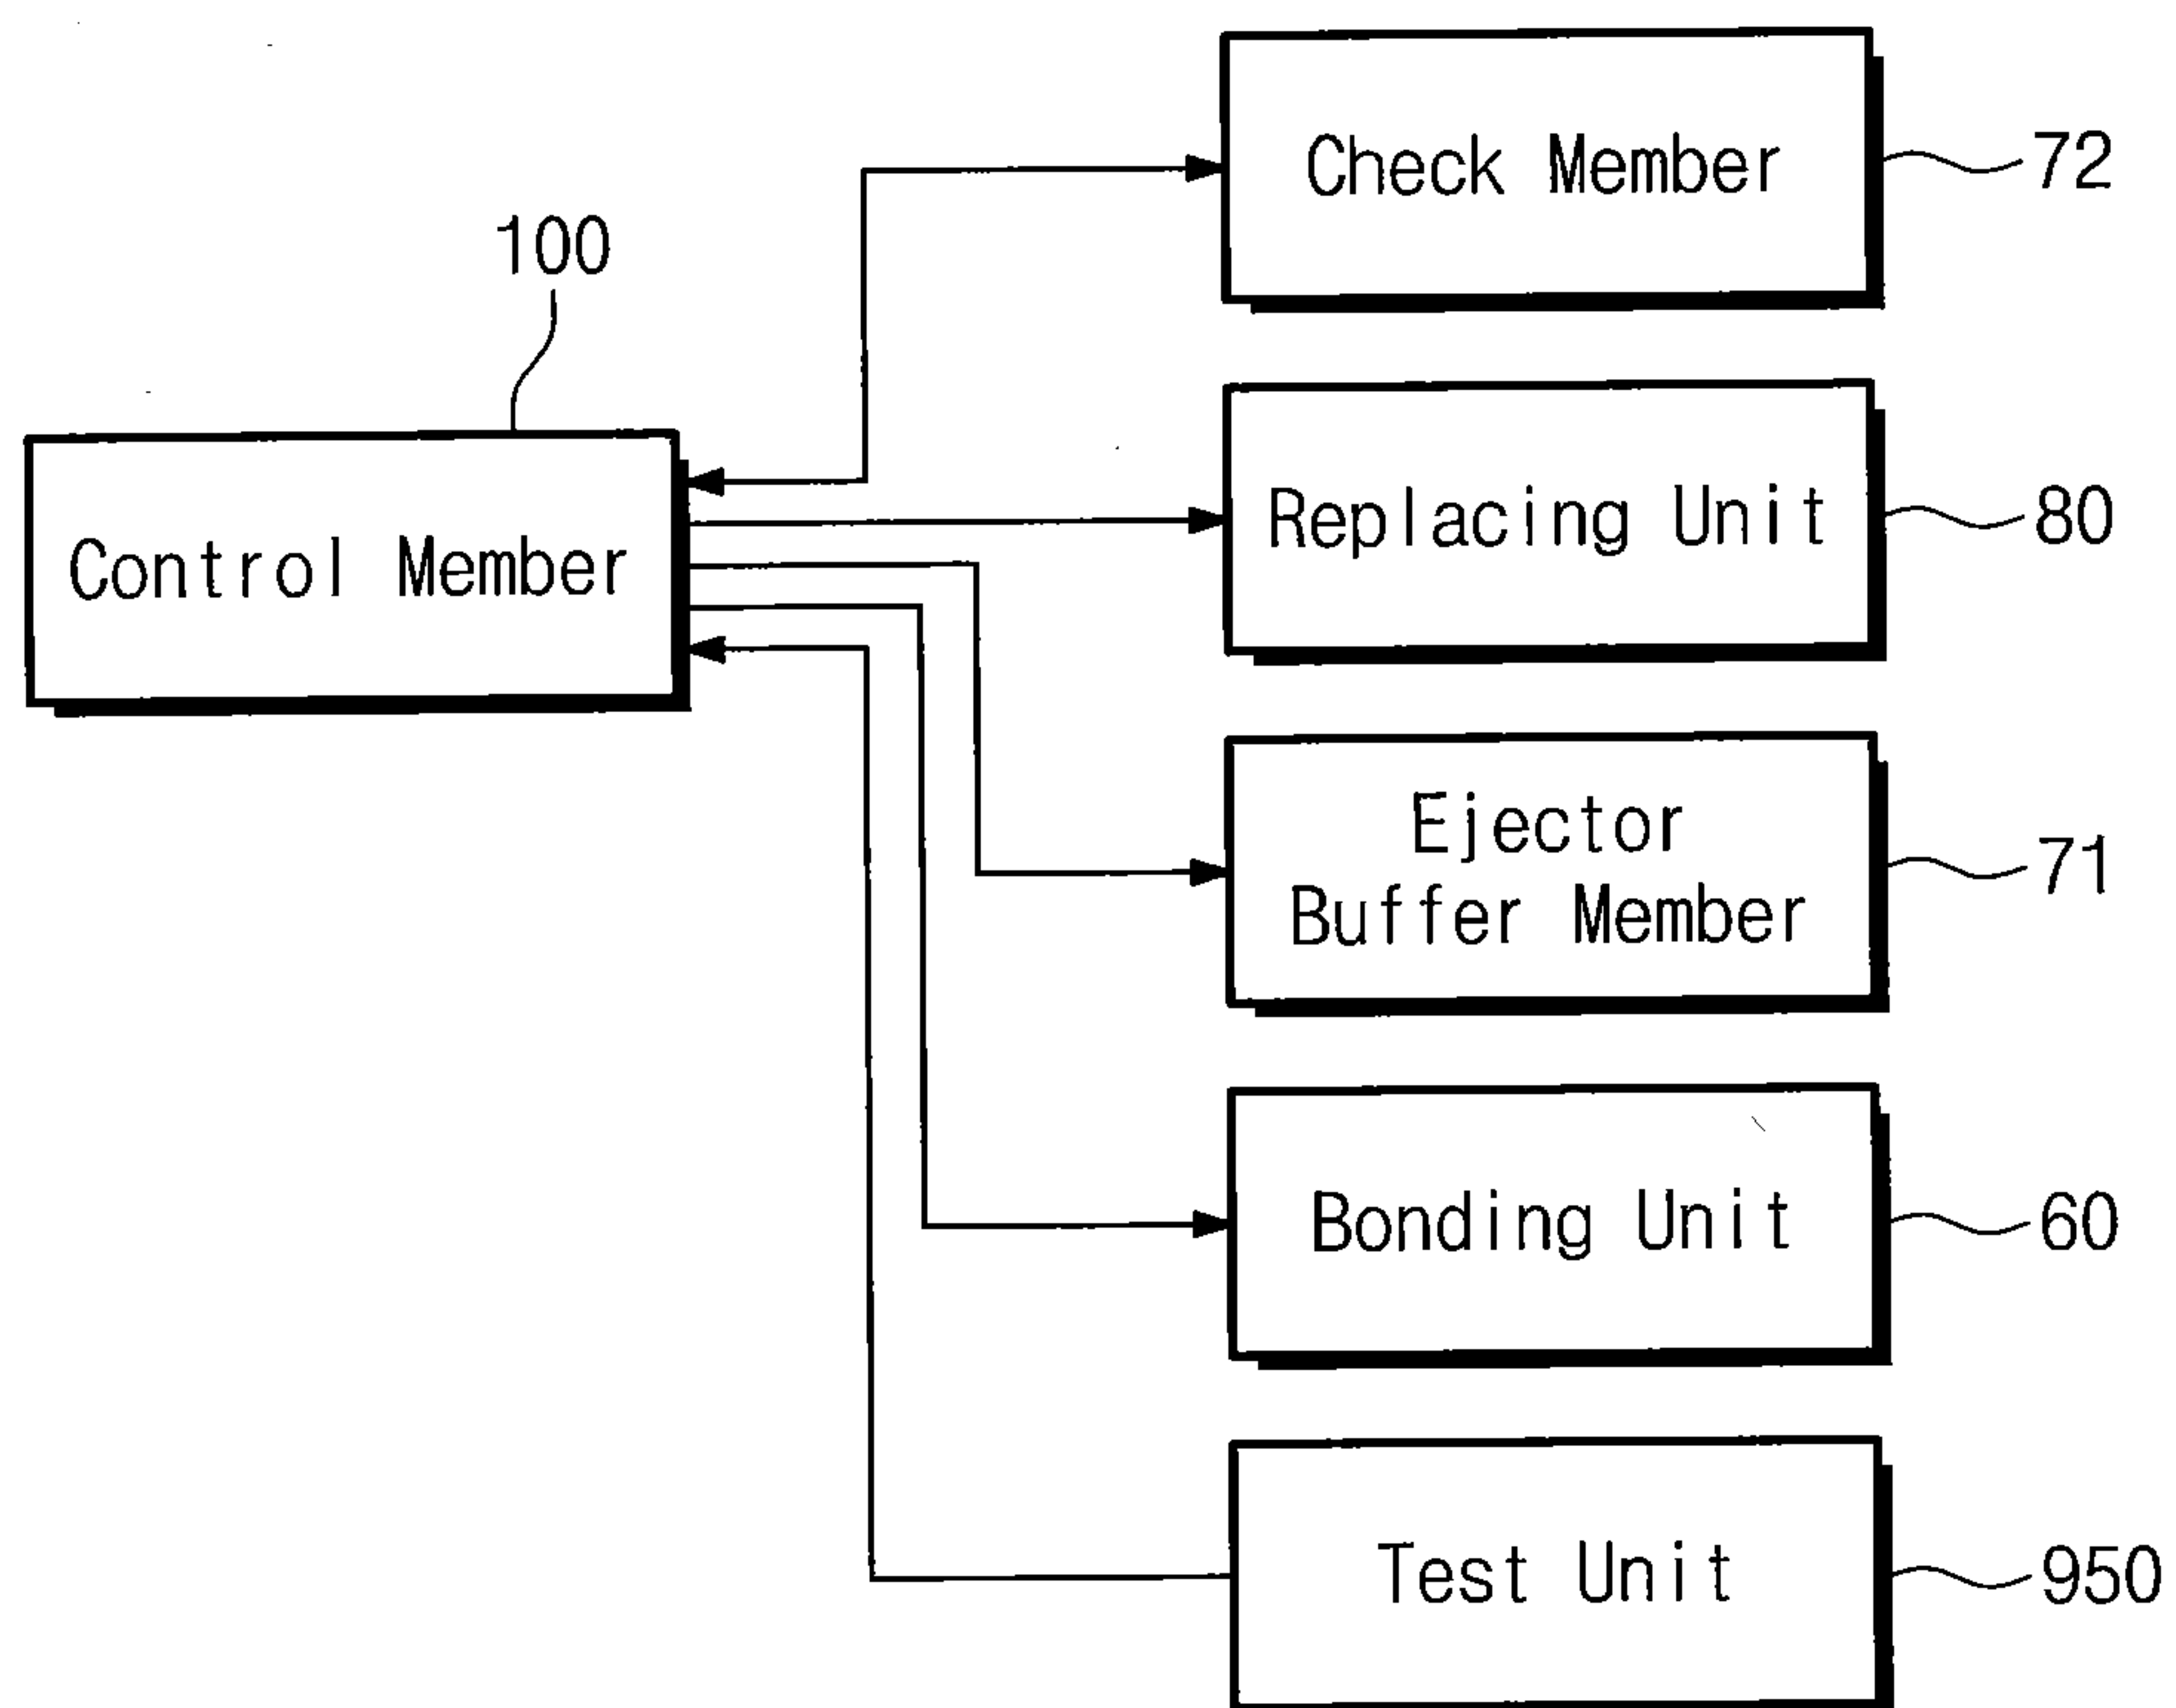 Check Member
72
100
Control Member
Replacing Unit
80
Ejector
Buffer Member
71
Bonding Unit
60
Test Unit
950